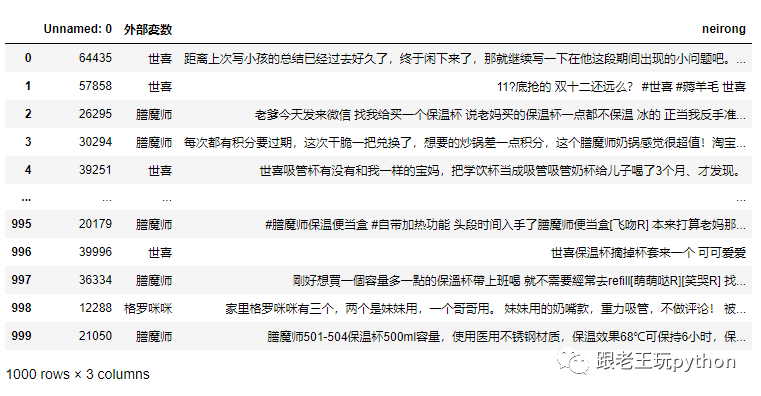 Unnamed: 0 外部变数 neirong
0 64435 世喜 距离上次写小孩的总结已经过去好久了，终于闲下来了，那就继续写一下在他这段期间出现的小问题吧。...
1 57858 世喜 11?底抢的 双十二还远么? #世喜 #薅羊毛 世喜
2 26295 膳魔师 老爹今天发来微信 找我给买一个保温杯 说老妈买的保温杯一点都不保温 冰的 正当我反手准...
3 30294 膳魔师 每次都有积分要过期，这次干脆一把兑换了，想要的炒锅差一点积分，这个膳魔师奶锅感觉很超值！淘宝...
4 39251 世喜 世喜吸管杯有没有和我一样的宝妈，把学饮杯当成吸管吸管奶杯给儿子喝了3个月、才发现。
... ... ... ...
995 20179 膳魔师 #膳魔师保温便当盒 #自带加热功能 头段时间入手了膳魔师便当盒[飞吻R] 本来打算老妈那...
996 39996 世喜 世喜保温杯摘掉杯套来一个 可可爱爱
997 36334 膳魔师 剛好想買一個容量多一點的保溫杯帶上班喝 就不需要經常去refill[萌萌哒R][笑哭R] 找...
998 12288 格罗咪咪 家里格罗咪咪有三个，两个是妹妹用，一个哥哥用。 妹妹用的奶嘴款，重力吸管，不做评论！ 被...
999 21050 膳魔师 膳魔师501-504保温杯500ml容量，使用医用不锈钢材质，保温效果68℃可保持6小时，保...
1000 rows × 3 columns
跟老王玩python